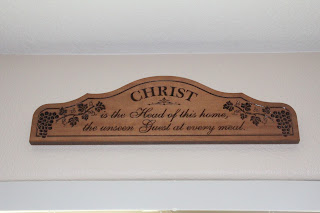 CHRIST
is the Head of this home,
the unseen Guest at every meal.